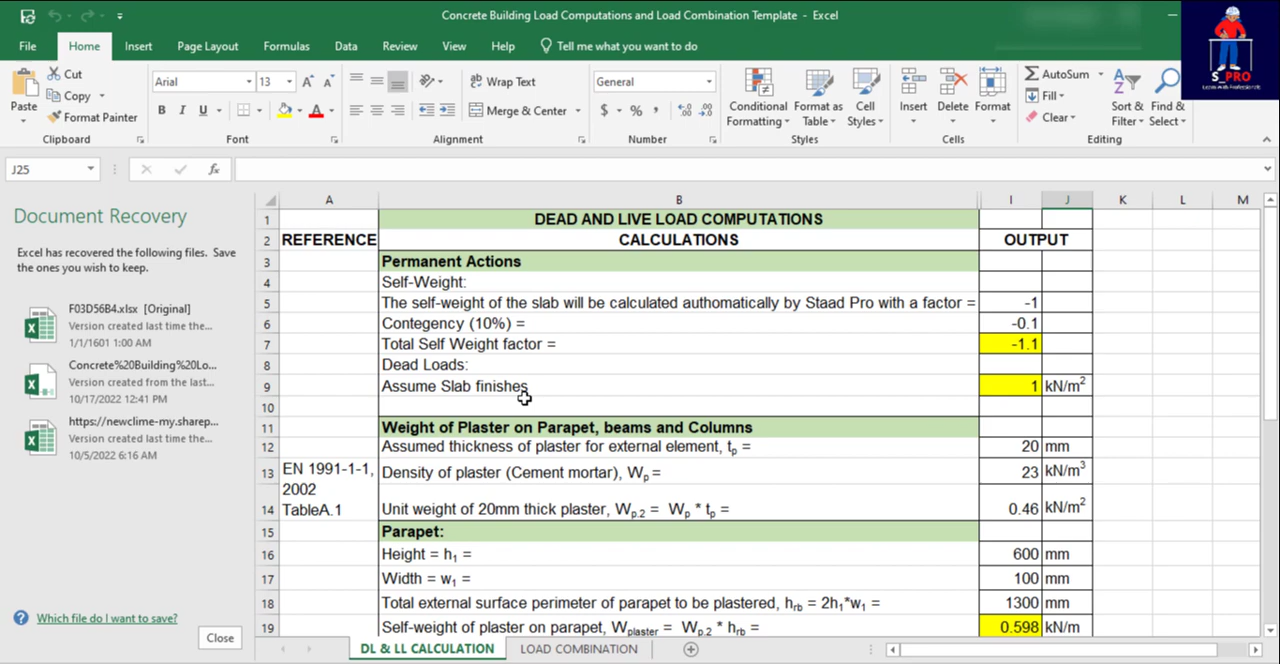 Concrete Building Load Computations and Load Combination Template - Excel
S_PRO
Learn with Professionals
File Home Insert Page Layout Formulas Data Review View Help Tell me what you want to do
Paste
Cut
Copy
Format Painter
Clipboard
Arial 13
B I U
Font
Wrap Text
Merge & Center
Alignment
General
$ % ,
Number
Conditional Formatting
Format as Table
Cell Styles
Styles
Insert Delete Format
Cells
AutoSum
Fill
Clear
Sort & Filter
Find & Select
Editing
J25
fx
Document Recovery
Excel has recovered the following files. Save
the ones you wish to keep.
F03D56B4.xlsx [Original]
Version created last time the...
1/1/1601 1:00 AM
Concrete%20Building%20Lo...
Version created from the last...
10/17/2022 12:41 PM
https://newclime-my.sharep...
Version created last time the...
10/5/2022 6:16 AM
Which file do I want to save?
Close
A B I J K L M
1 DEAD AND LIVE LOAD COMPUTATIONS
2 REFERENCE CALCULATIONS OUTPUT
3 Permanent Actions
4 Self-Weight:
5 The self-weight of the slab will be calculated authomatically by Staad Pro with a factor = -1
6 Contegency (10%) = -0.1
7 Total Self Weight factor = -1.1
8 Dead Loads:
9 Assume Slab finishes 1 kN/m²
10
11 Weight of Plaster on Parapet, beams and Columns
12 Assumed thickness of plaster for external element, tp = 20 mm
13 EN 1991-1-1, Density of plaster (Cement mortar), Wp = 23 kN/m³
2002
14 TableA.1 Unit weight of 20mm thick plaster, Wp.2 = Wp * tp = 0.46 kN/m²
15 Parapet:
16 Height = h1 = 600 mm
17 Width = w1 = 100 mm
18 Total external surface perimeter of parapet to be plastered, hrb = 2h1*w1 = 1300 mm
19 Self-weight of plaster on parapet, Wplaster = Wp.2 * hrb = 0.598 kN/m
DL & LL CALCULATION LOAD COMBINATION